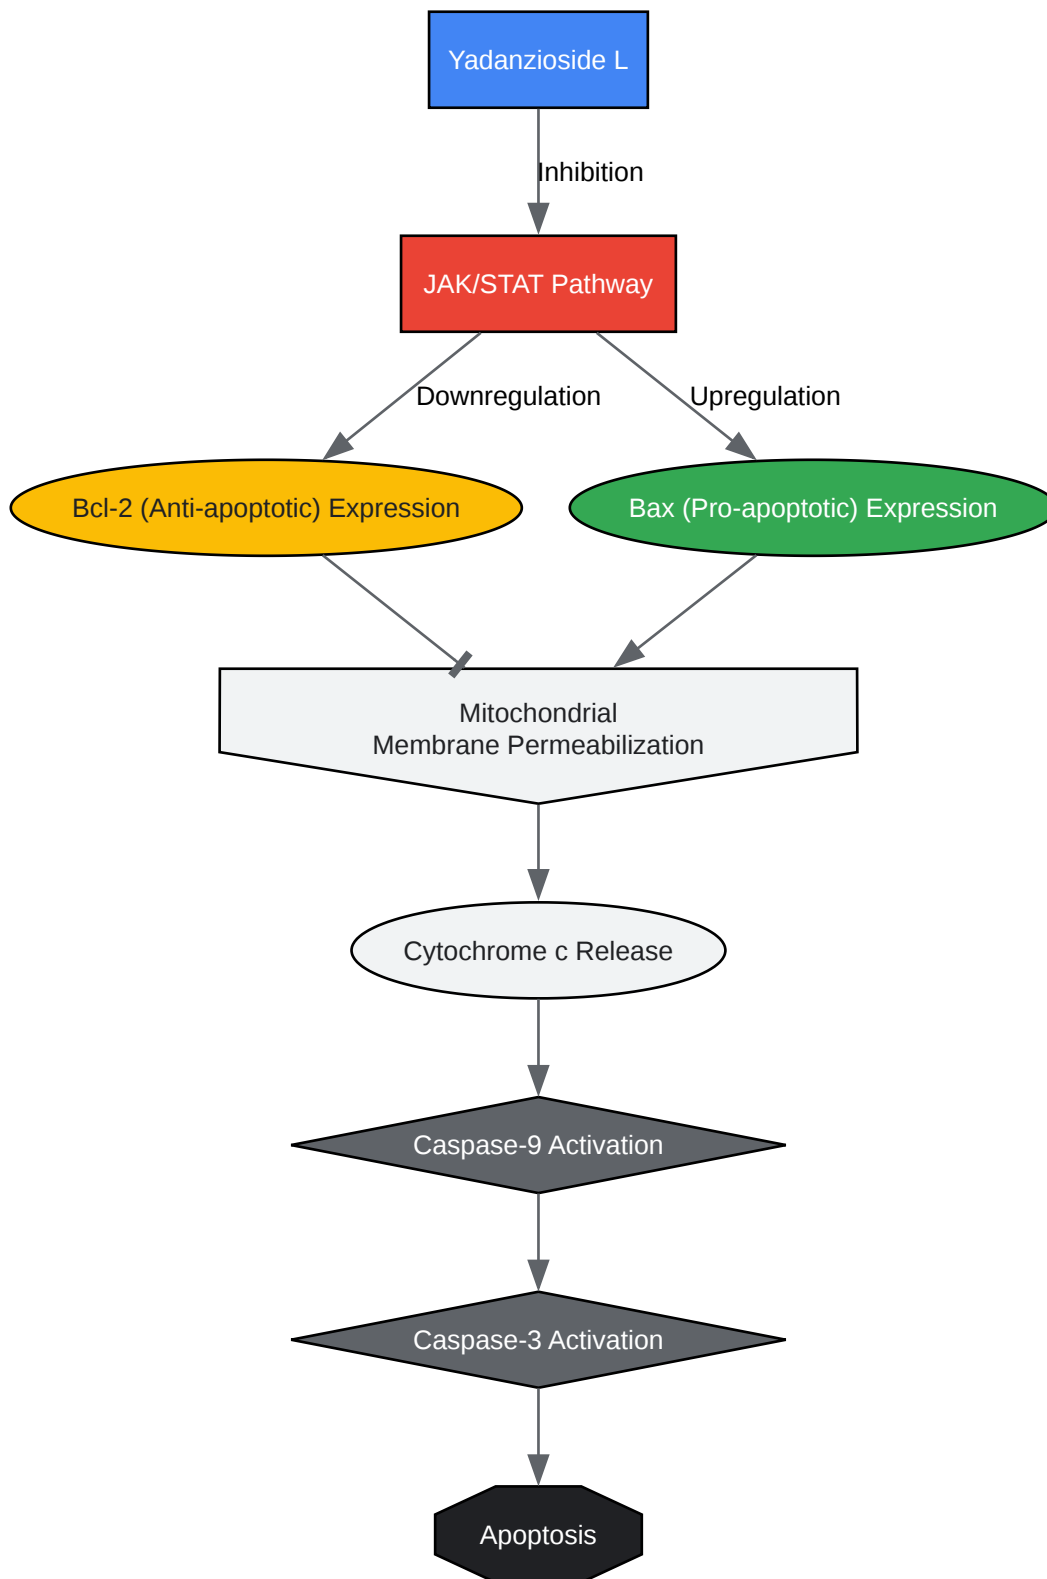 Yadanzioside L
Inhibition
JAK/STAT Pathway
Downregulation
Upregulation
Bcl-2 (Anti-apoptotic) Expression
Bax (Pro-apoptotic) Expression
Mitochondrial
Membrane Permeabilization
Cytochrome c Release
Caspase-9 Activation
Caspase-3 Activation
Apoptosis